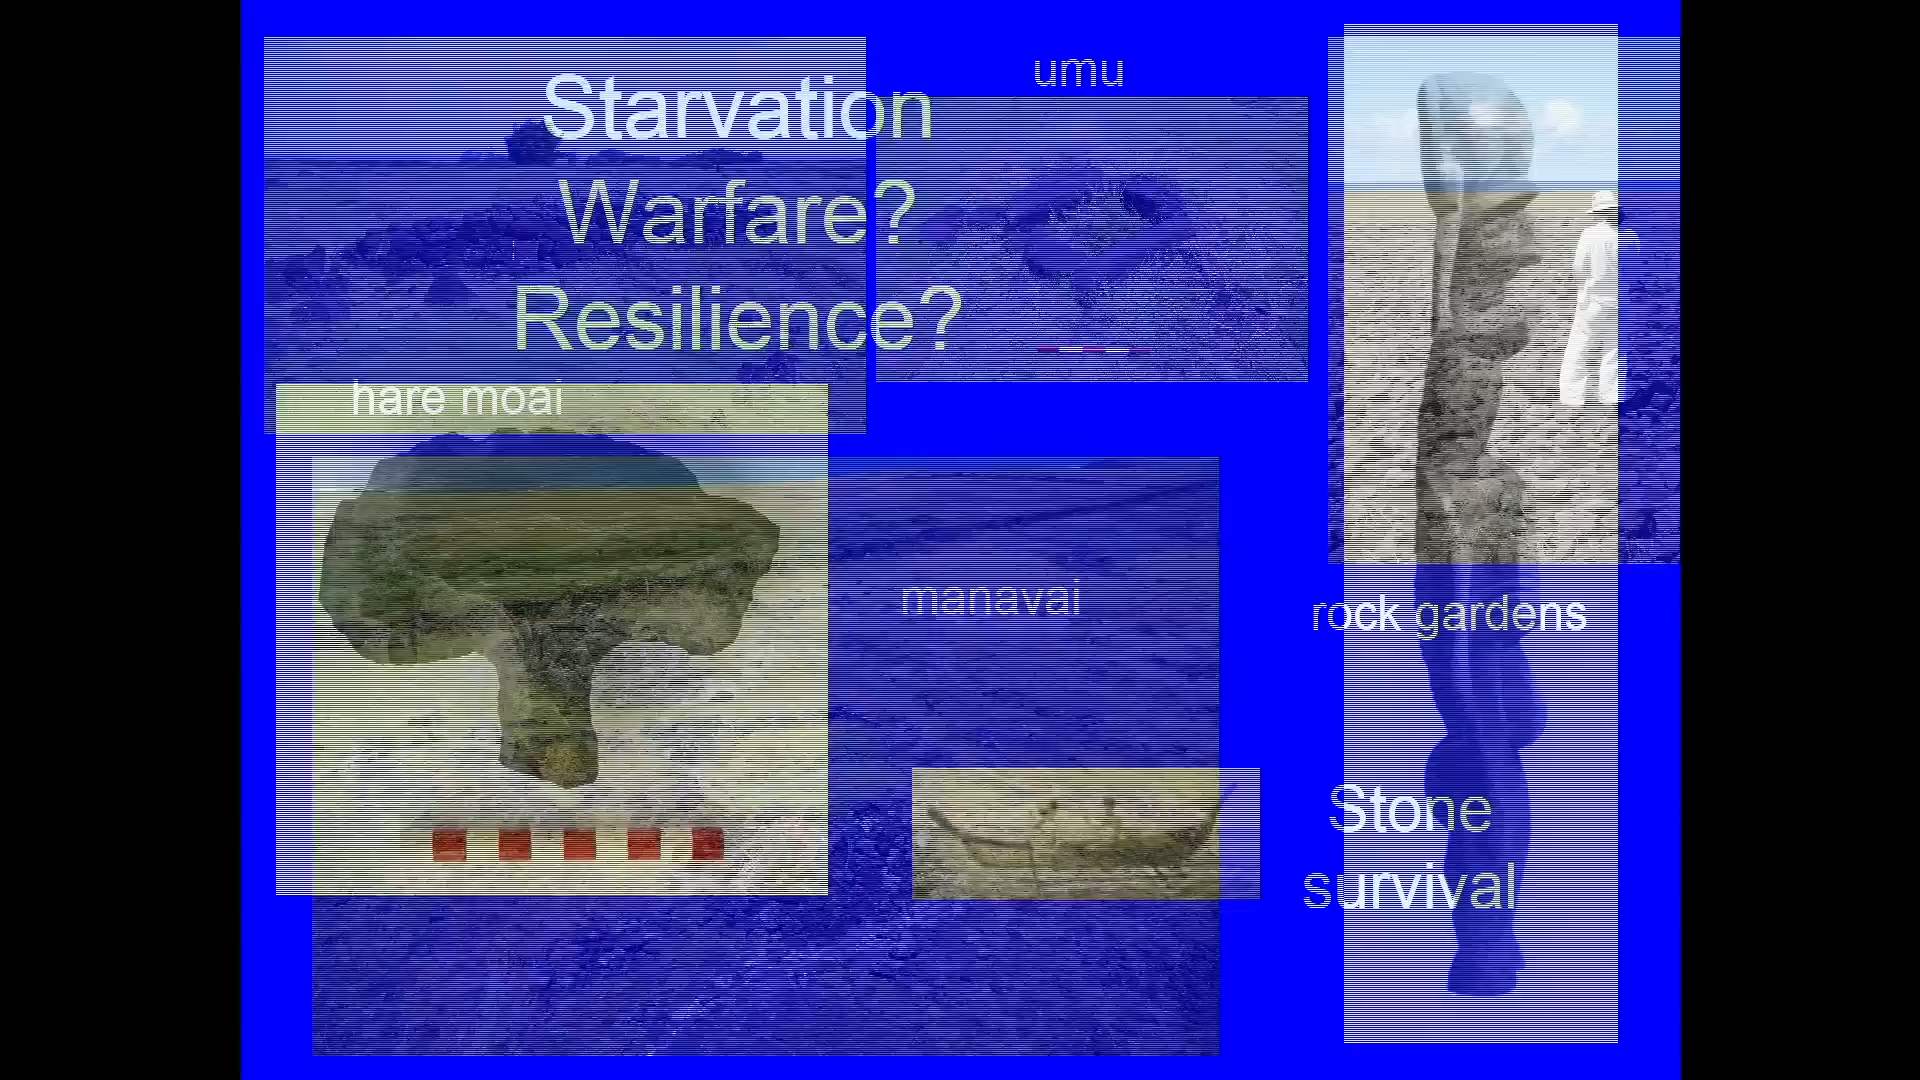 umu
Starvation
Warfare?
Resilience?
hare moai
manavai
rock gardens
Stone
survival